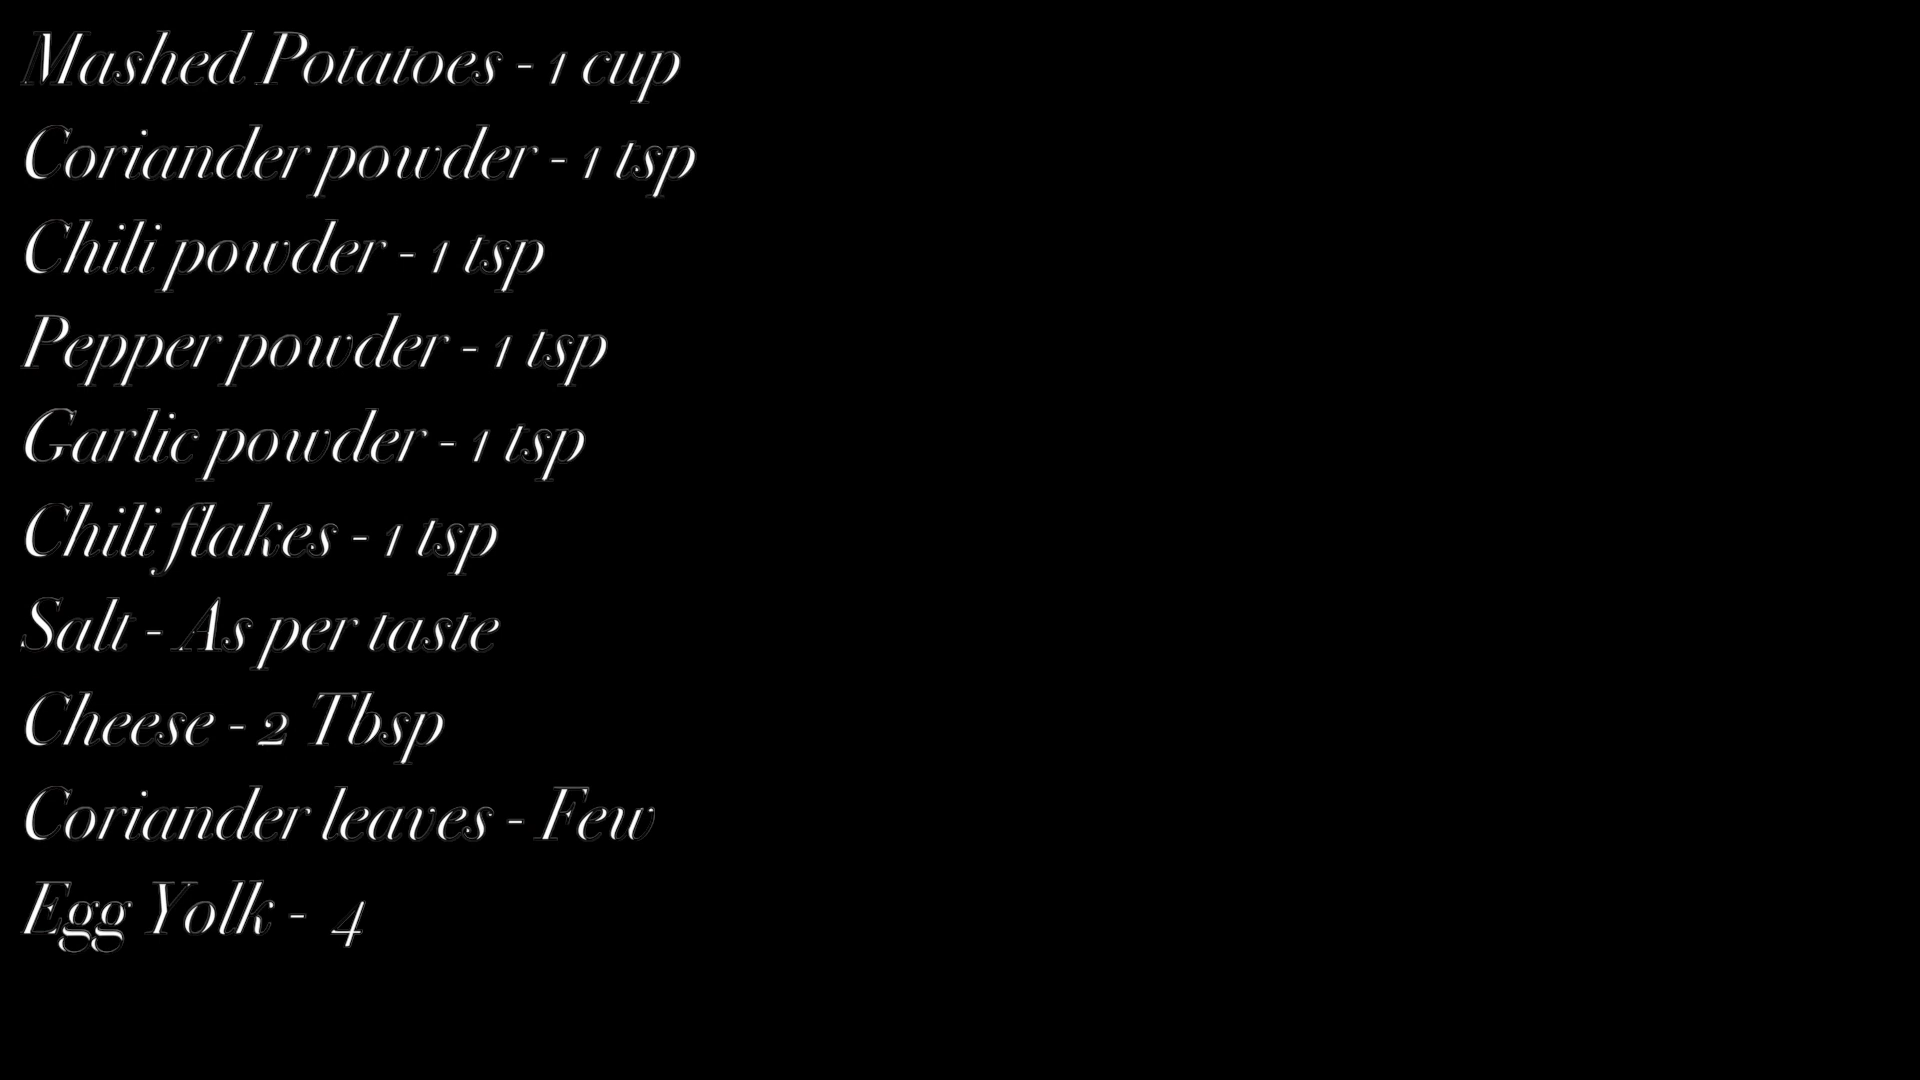 Mashed Potatoes - 1 cup
Coriander powder - 1 tsp
Chili powder - 1 tsp
Pepper powder - 1 tsp
Garlic powder - 1 tsp
Chili flakes - 1 tsp
Salt - As per taste
Cheese - 2 Tbsp
Coriander leaves - Few
Egg Yolk - 4